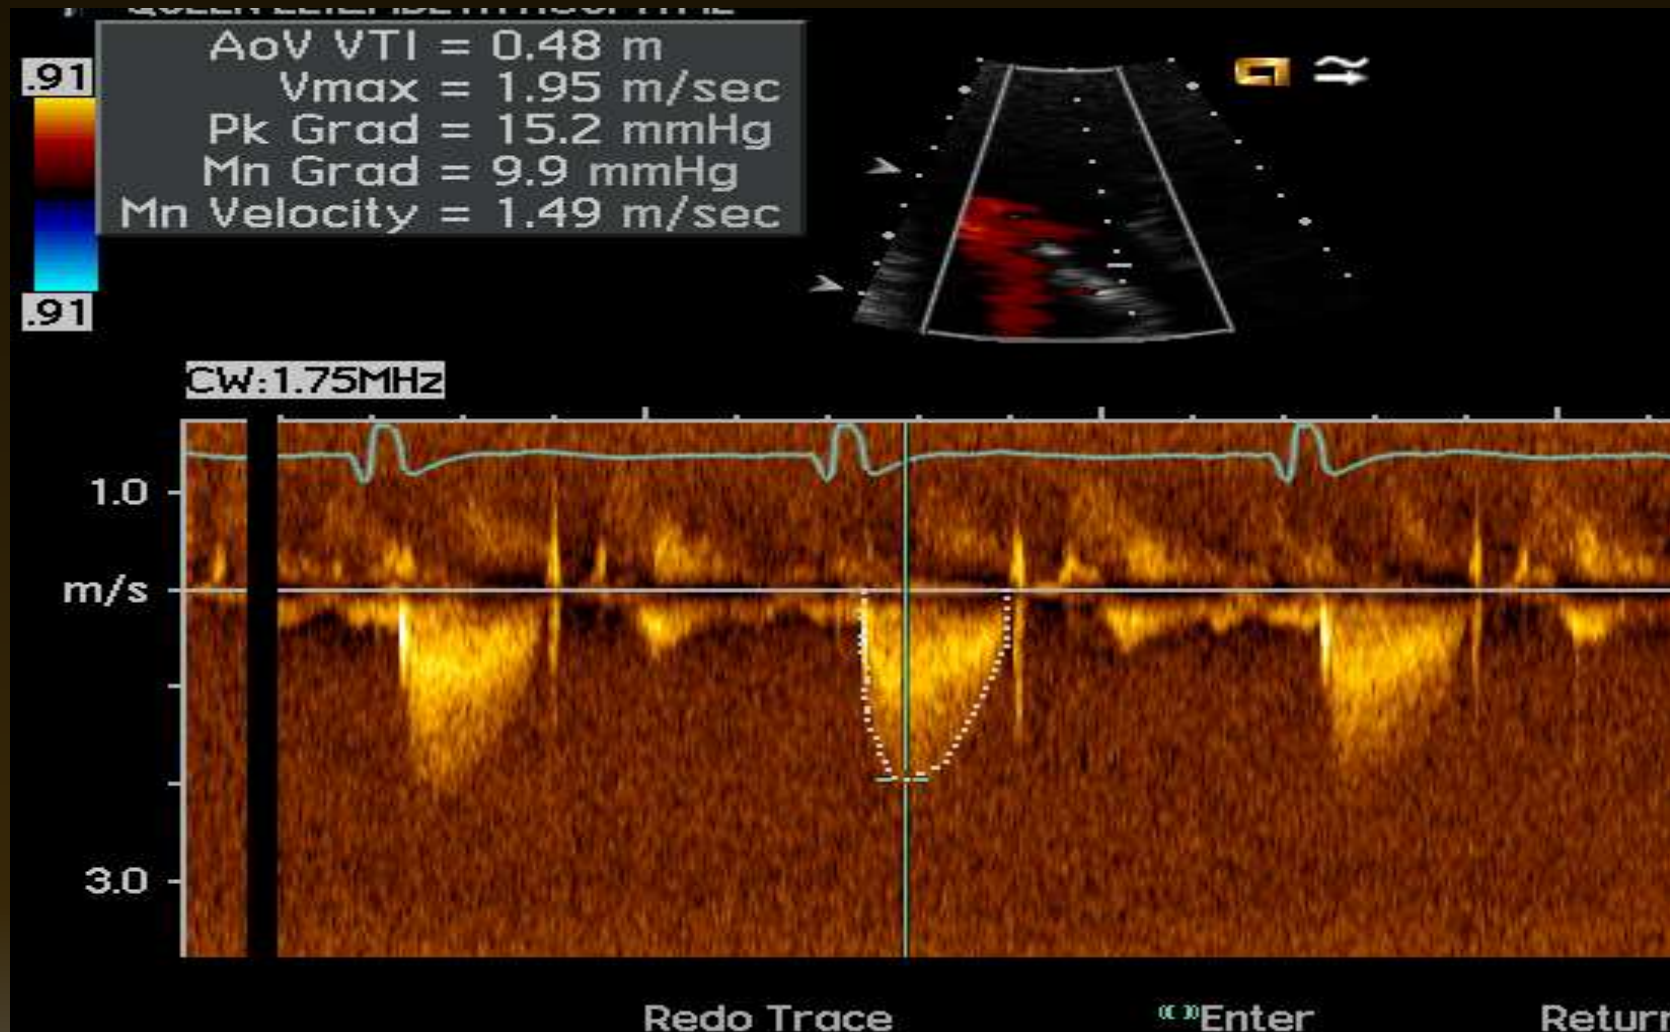 AoV VTI = 0.48 m
Vmax = 1.95 m/sec
Pk Grad = 15.2 mmHg
Mn Grad = 9.9 mmHg
Mn Velocity = 1.49 m/sec
.91
.91
CW:1.75MHz
1.0
m/s
3.0
Redo Trace
Enter
Return